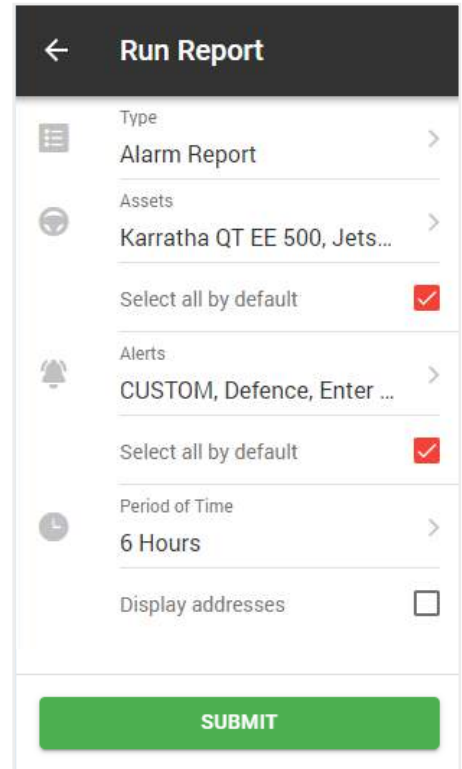 Run Report
Type
Alarm Report
Assets
Karratha QT EE 500, Jets...
Select all by default
Alerts
CUSTOM, Defence, Enter ...
Select all by default
Period of Time
6 Hours
Display addresses
SUBMIT